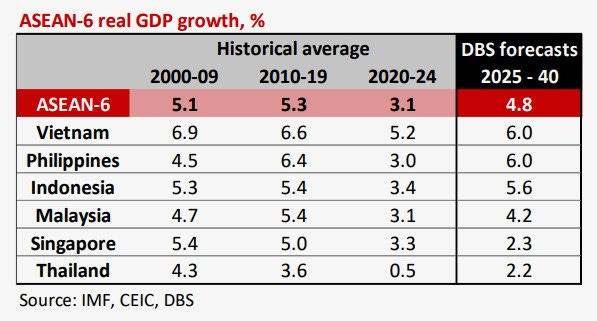 ASEAN-6 real GDP growth, %
Historical average DBS forecasts
2000-09 2010-19 2020-24 2025 - 40
ASEAN-6 5.1 5.3 3.1 4.8
Vietnam 6.9 6.6 5.2 6.0
Philippines 4.5 6.4 3.0 6.0
Indonesia 5.3 5.4 3.4 5.6
Malaysia 4.7 5.4 3.1 4.2
Singapore 5.4 5.0 3.3 2.3
Thailand 4.3 3.6 0.5 2.2
Source: IMF, CEIC, DBS